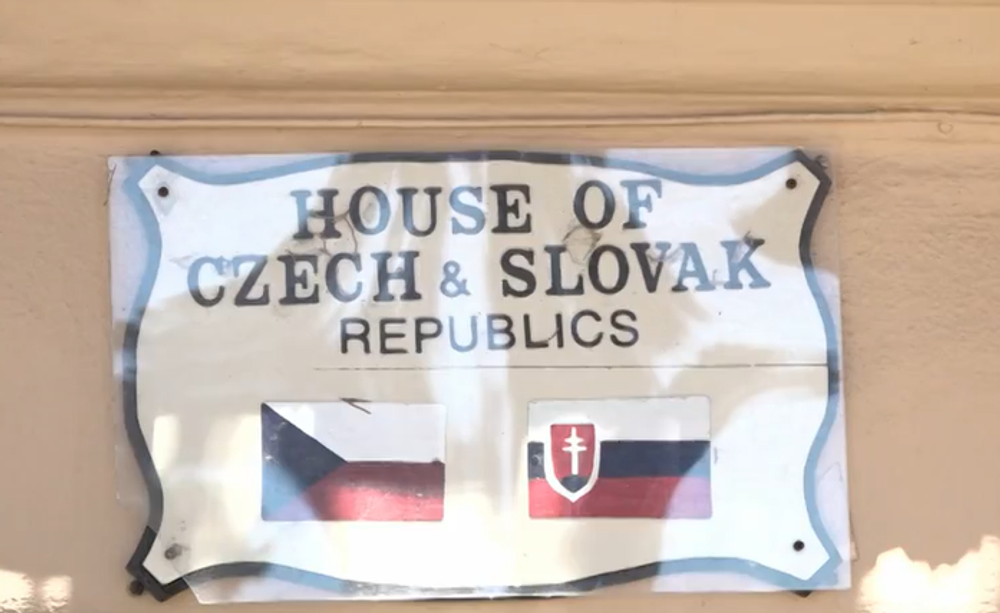 HOUSE OF
CZECH & SLOVAK
REPUBLICS